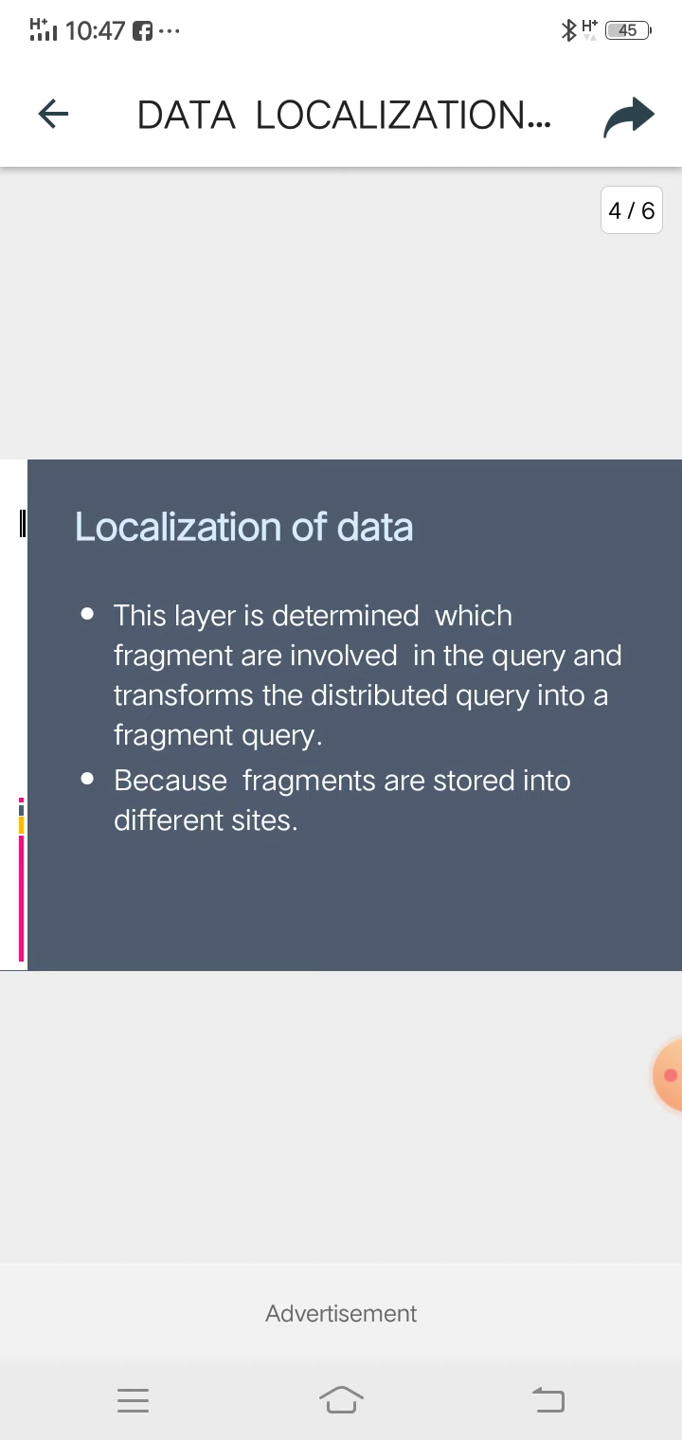 H+ 10:47 ... H+ 45
DATA LOCALIZATION...
4 / 6
Localization of data
• This layer is determined which
fragment are involved in the query and
transforms the distributed query into a
fragment query.
• Because fragments are stored into
different sites.
Advertisement